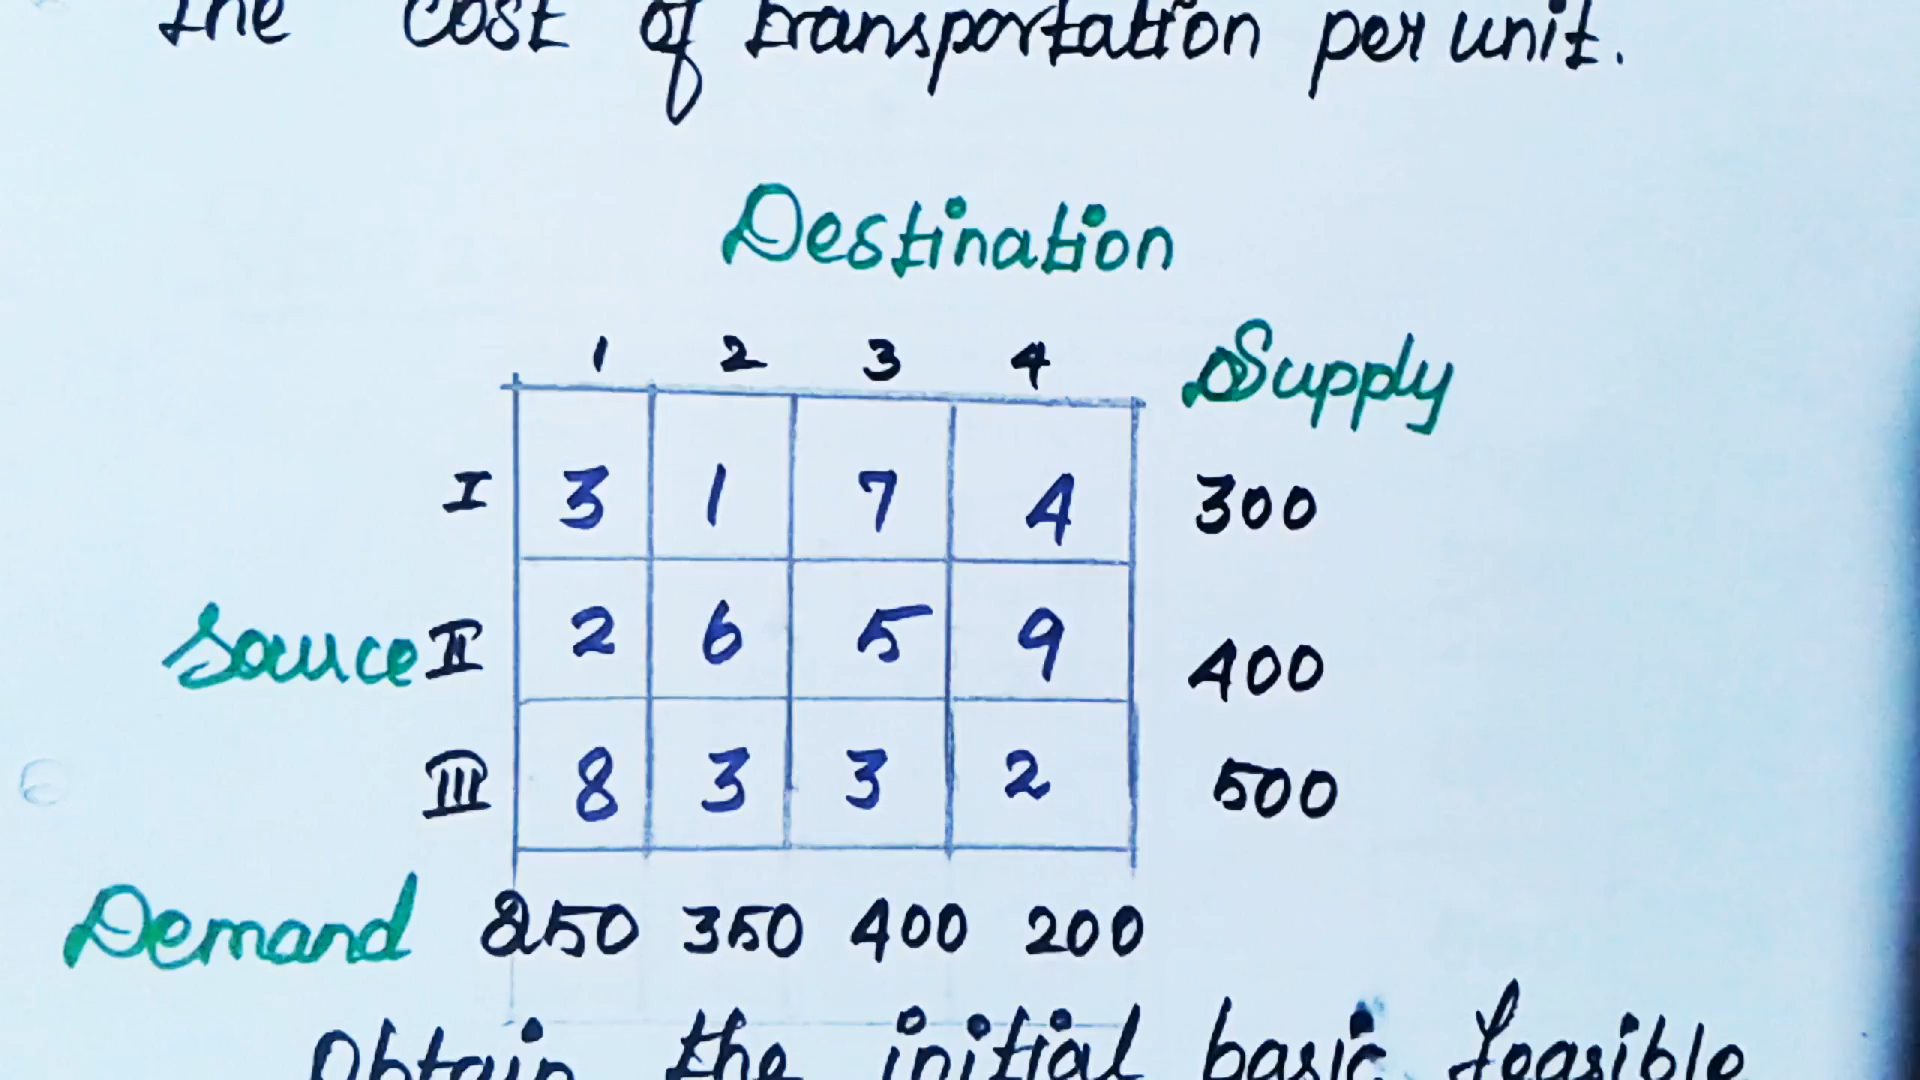 the cost of transportation per unit.
Destination
1 2 3 4 Supply
I 3 1 7 4 300
Source II 2 6 5 9 400
III 8 3 3 2 500
Demand 250 350 400 200
Obtain the initial basic feasible